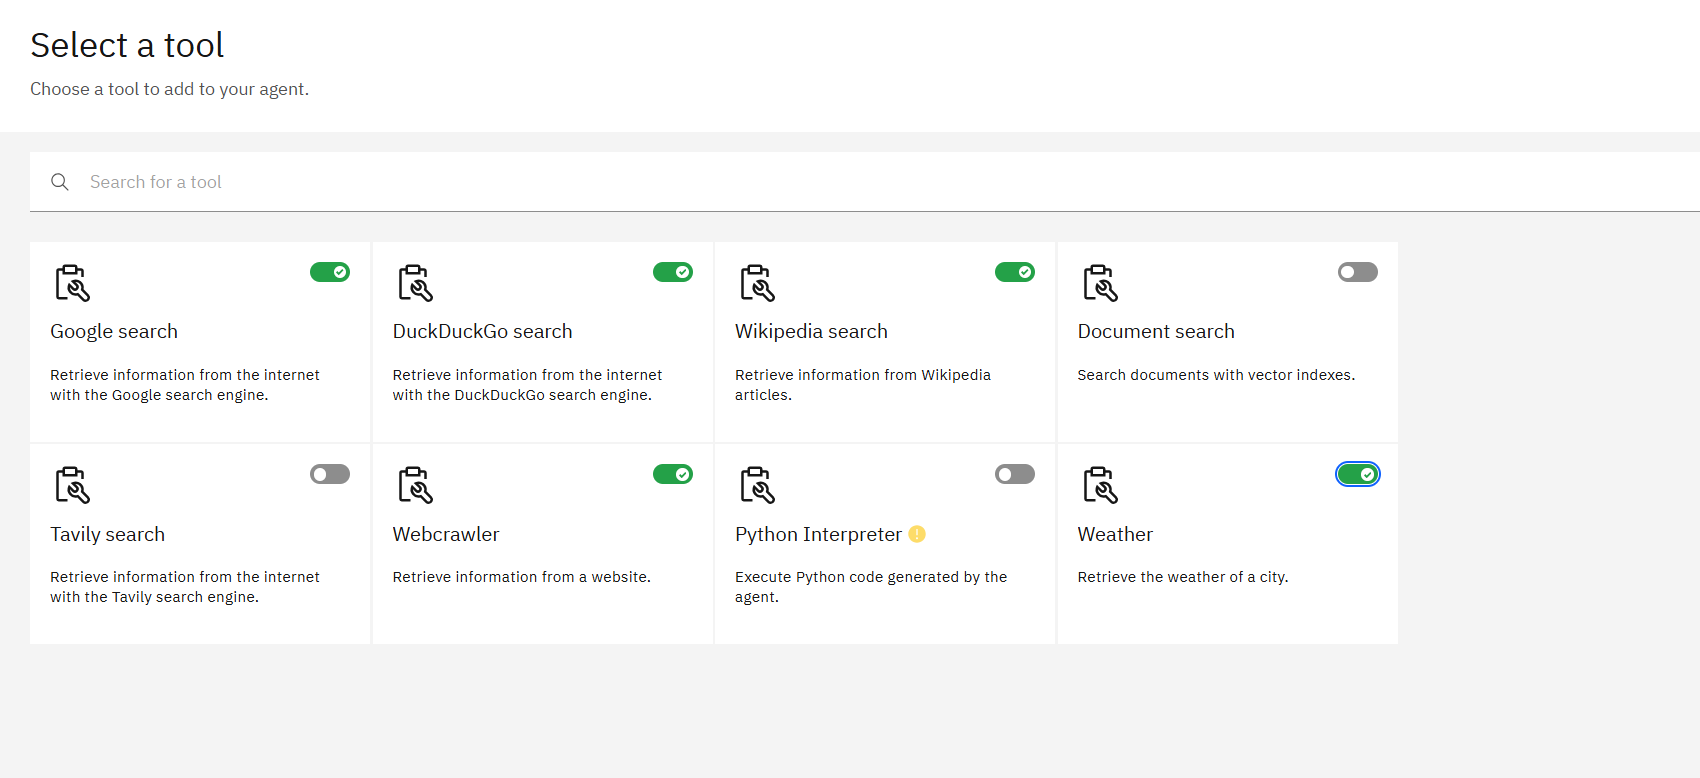 Select a tool
Choose a tool to add to your agent.
Search for a tool
Google search
Retrieve information from the internet
with the Google search engine.
DuckDuckGo search
Retrieve information from the internet
with the DuckDuckGo search engine.
Wikipedia search
Retrieve information from Wikipedia
articles.
Document search
Search documents with vector indexes.
Tavily search
Retrieve information from the internet
with the Tavily search engine.
Webcrawler
Retrieve information from a website.
Python Interpreter
Execute Python code generated by the
agent.
Weather
Retrieve the weather of a city.